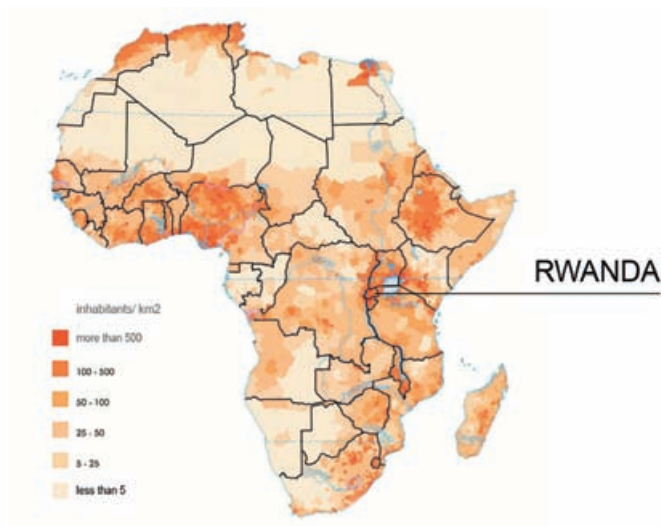 RWANDA
inhabitants/ km2
more than 500
100 - 500
50 - 100
25 - 50
5 - 25
less than 5